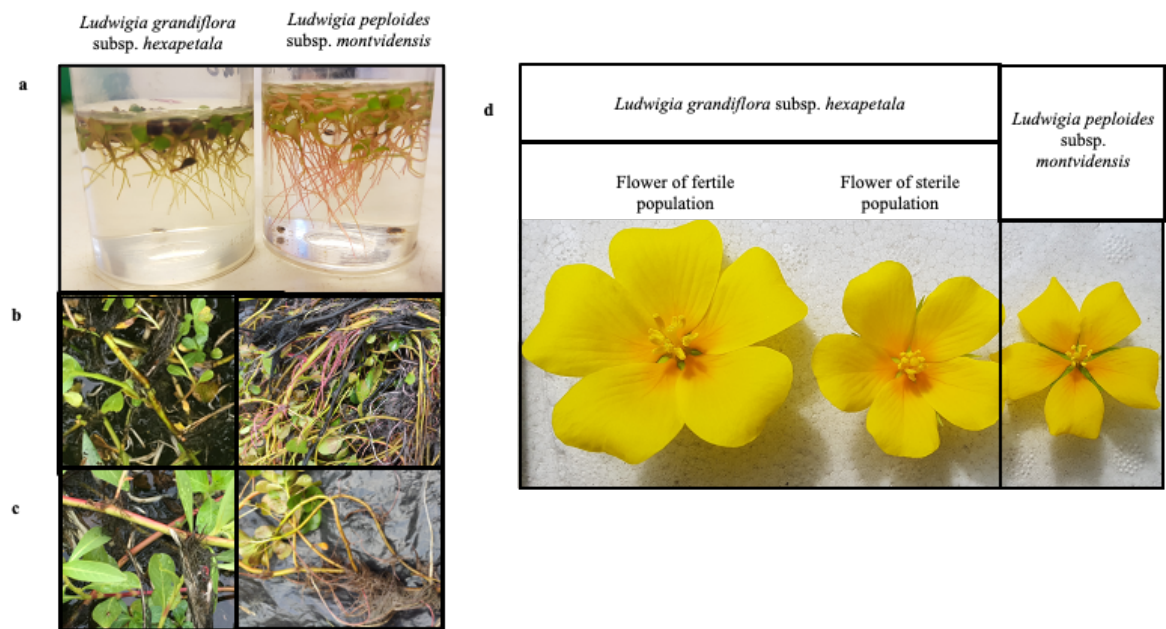 Ludwigia grandiflora
subsp. hexapetala
Ludwigia peploides
subsp. montvidensis
a
b
c
d
Ludwigia grandiflora subsp. hexapetala
Ludwigia peploides
subsp.
montvidensis
Flower of fertile
population
Flower of sterile
population